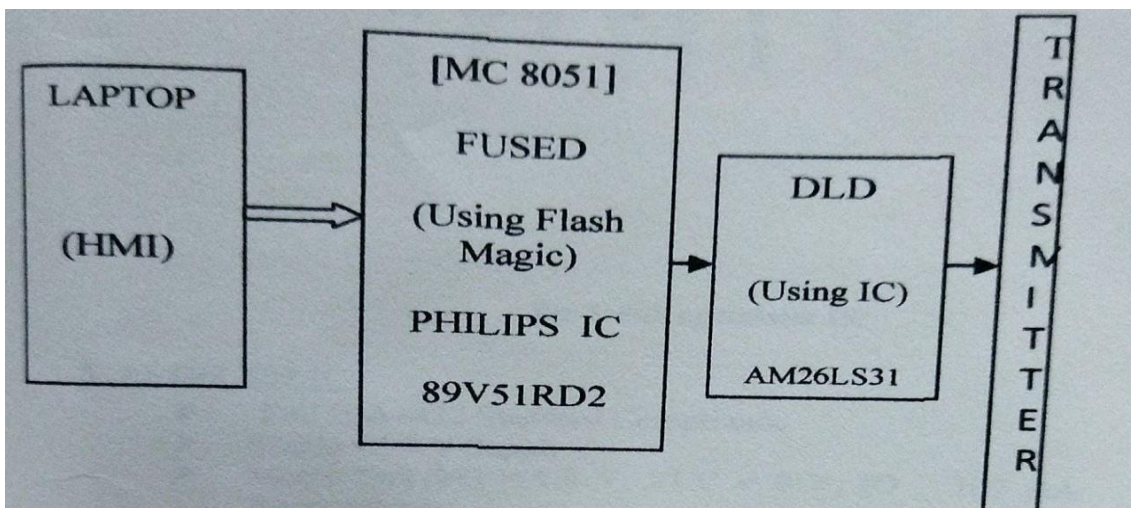 LAPTOP
(HMI)
[MC 8051]
FUSED
(Using Flash
Magic)
PHILIPS IC
89V51RD2
DLD
(Using IC)
AM26LS31
TRANSMITTER